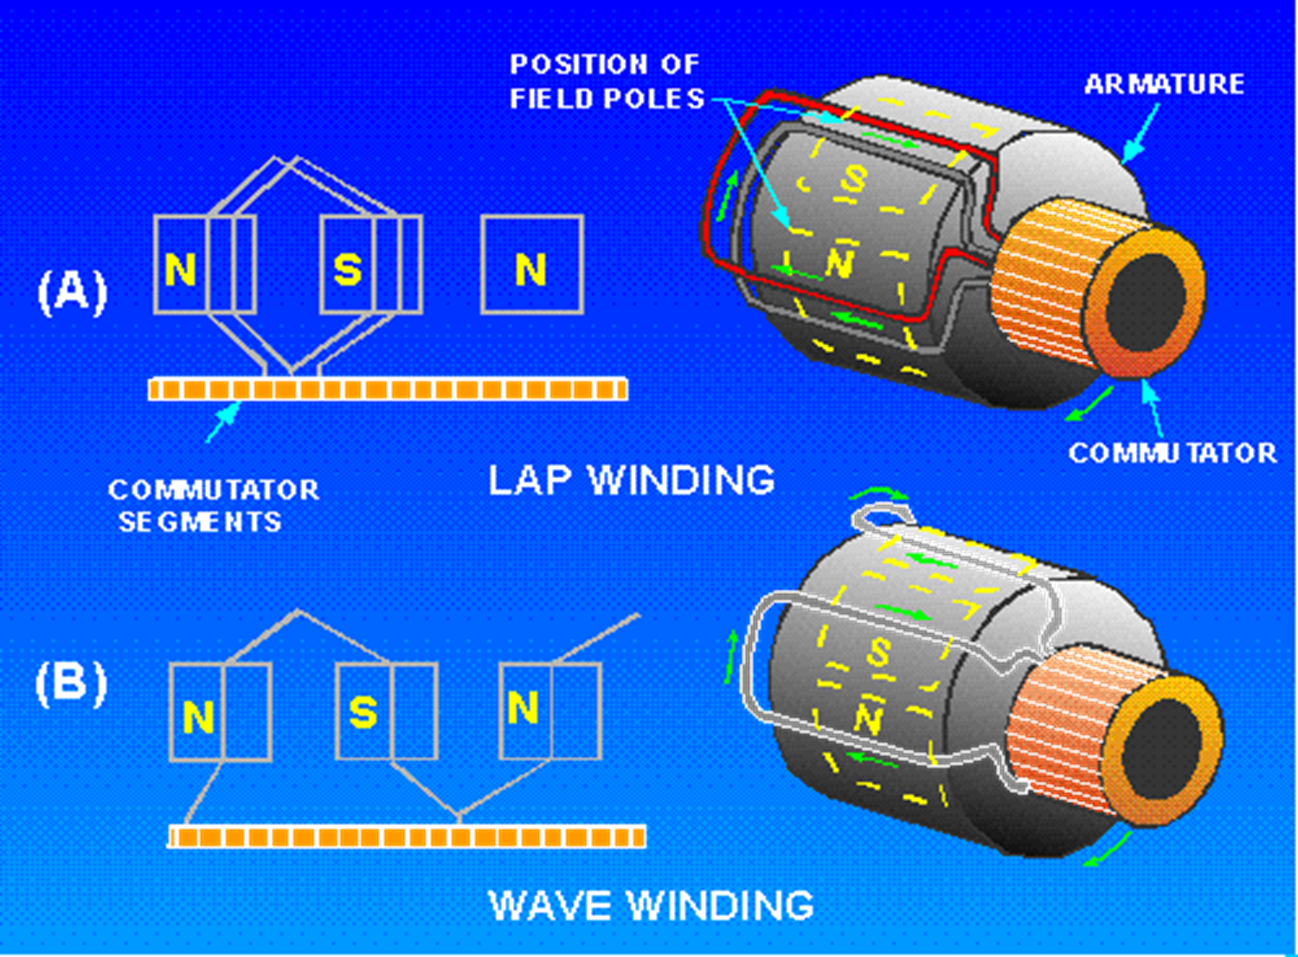 POSITION OF
FIELD POLES
ARMATURE
S
N
N
S
N
(A)
COMMUTATOR
COMMUTATOR
SEGMENTS
LAP WINDING
S
N
N
S
N
(B)
WAVE WINDING